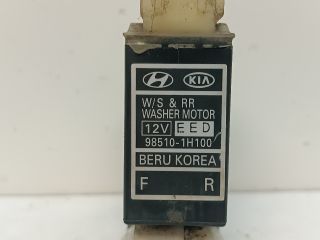 KIA
W/S & RR
WASHER MOTOR
12V EED
98510-1H100
BERU KOREA
F R